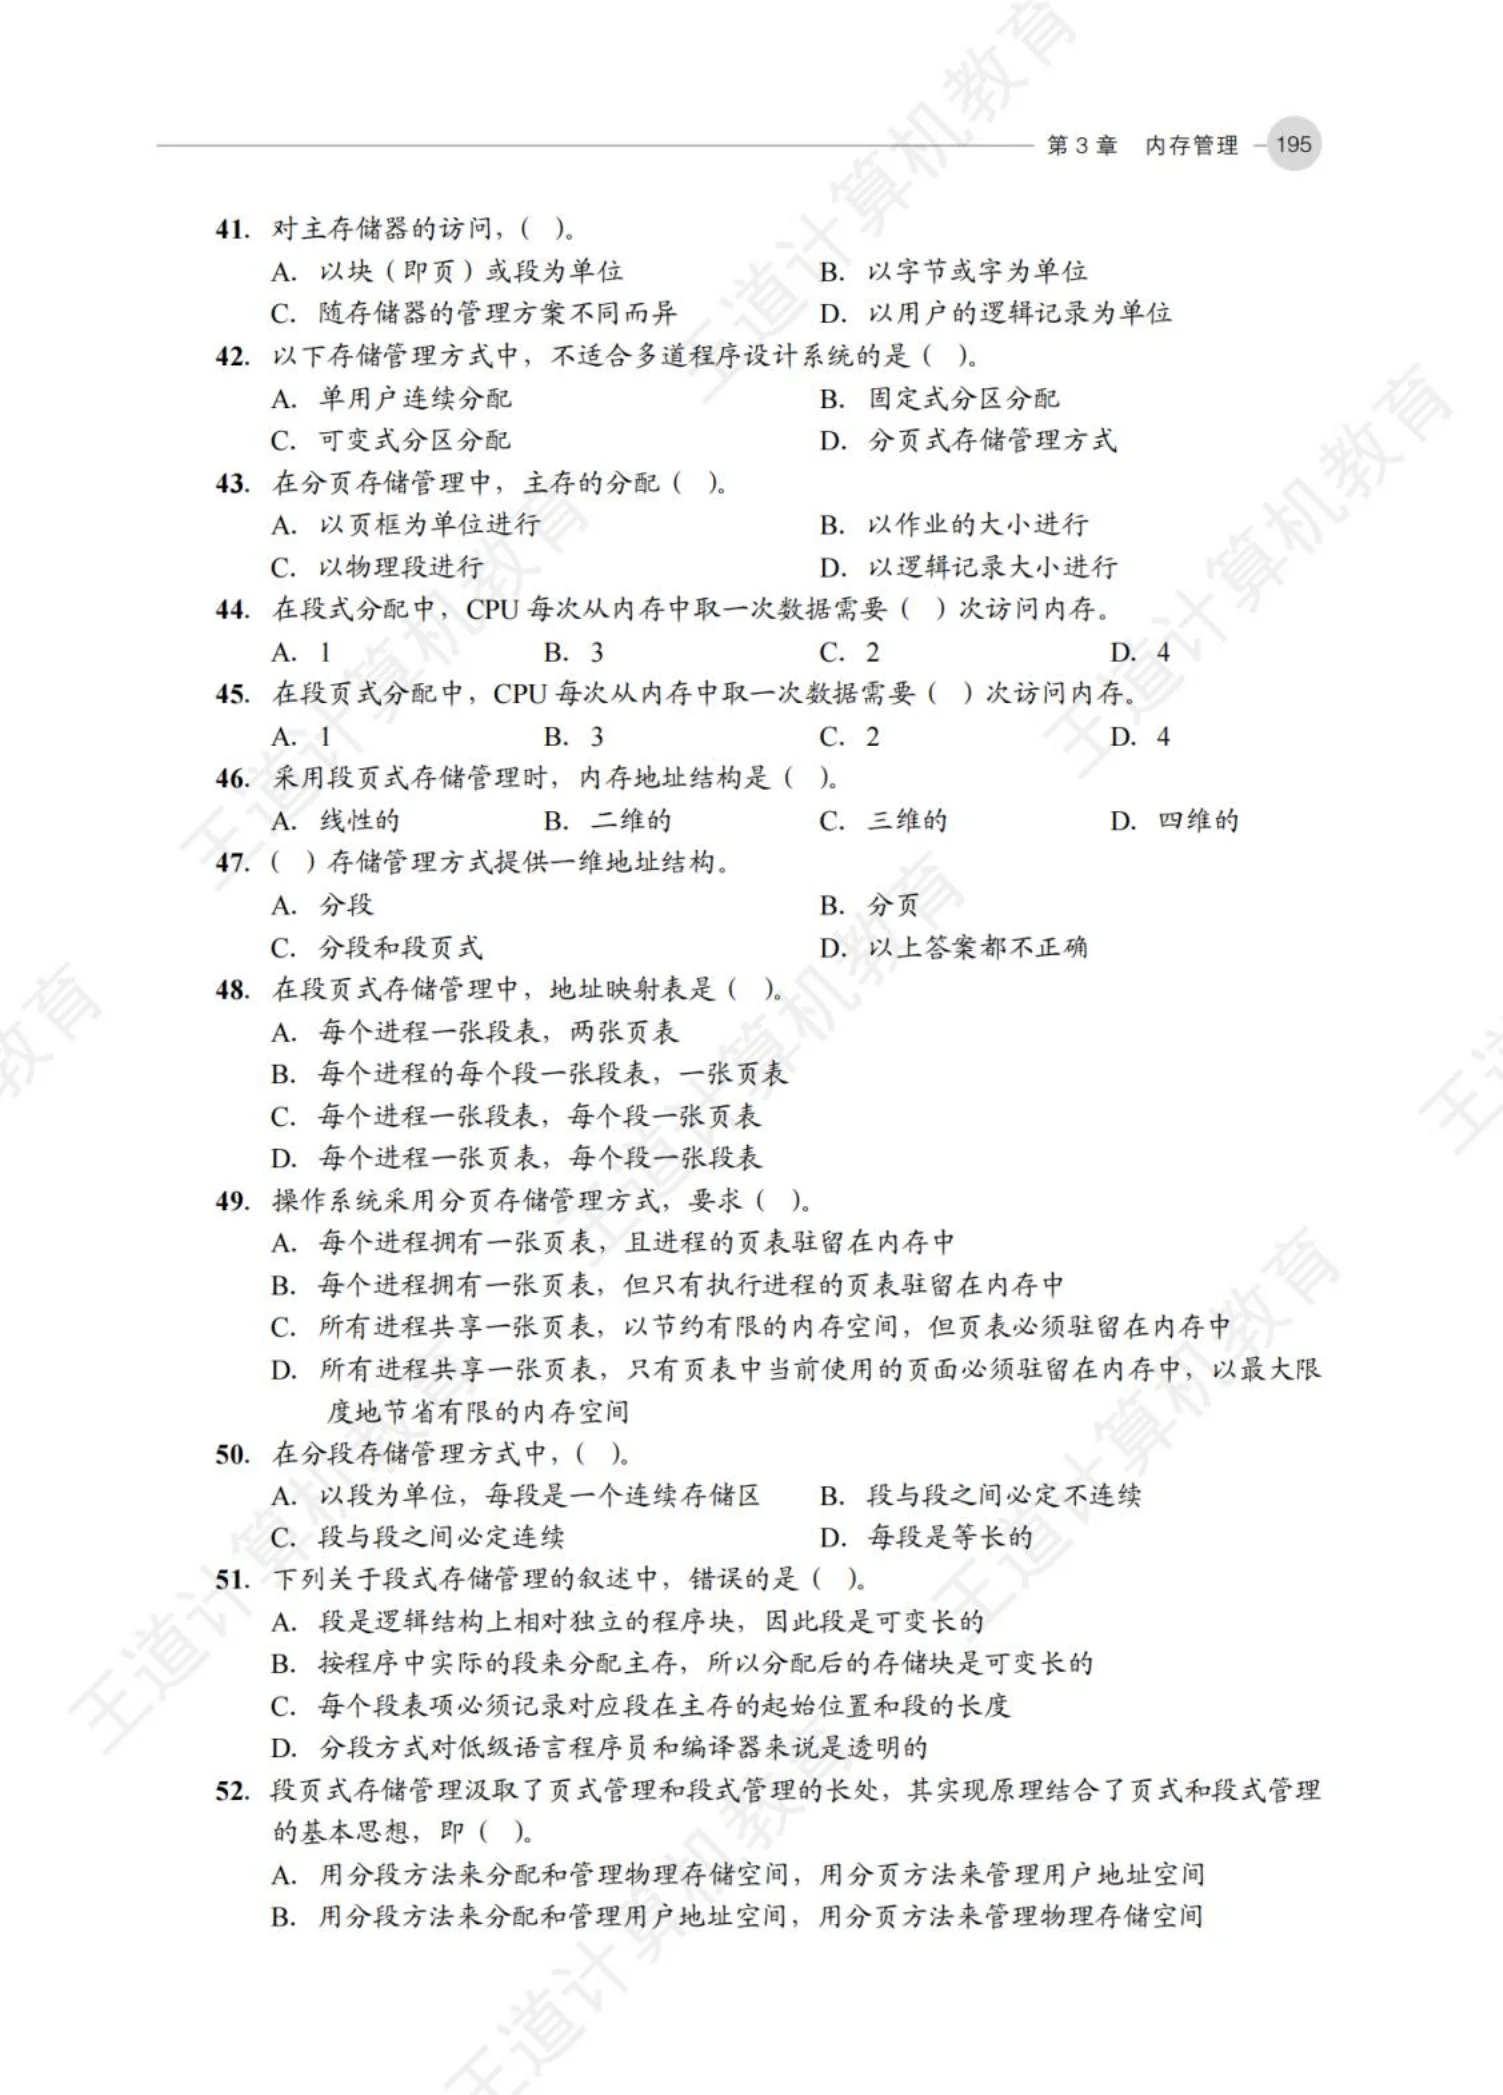 第 3 章 内存管理 195
41. 对主存储器的访问，( )。
A. 以块（即页）或段为单位 B. 以字节或字为单位
C. 随存储器的管理方案不同而异 D. 以用户的逻辑记录为单位
42. 以下存储管理方式中，不适合多道程序设计系统的是 ( )。
A. 单用户连续分配 B. 固定式分区分配
C. 可变式分区分配 D. 分页式存储管理方式
43. 在分页存储管理中，主存的分配 ( )。
A. 以页框为单位进行 B. 以作业的大小进行
C. 以物理段进行 D. 以逻辑记录大小进行
44. 在段式分配中，CPU 每次从内存中取一次数据需要 ( ) 次访问内存。
A. 1 B. 3 C. 2 D. 4
45. 在段页式分配中，CPU 每次从内存中取一次数据需要 ( ) 次访问内存。
A. 1 B. 3 C. 2 D. 4
46. 采用段页式存储管理时，内存地址结构是 ( )。
A. 线性的 B. 二维的 C. 三维的 D. 四维的
47. ( ) 存储管理方式提供一维地址结构。
A. 分段 B. 分页
C. 分段和段页式 D. 以上答案都不正确
48. 在段页式存储管理中，地址映射表是 ( )。
A. 每个进程一张段表，两张页表
B. 每个进程的每个段一张段表，一张页表
C. 每个进程一张段表，每个段一张页表
D. 每个进程一张页表，每个段一张段表
49. 操作系统采用分页存储管理方式，要求 ( )。
A. 每个进程拥有一张页表，且进程的页表驻留在内存中
B. 每个进程拥有一张页表，但只有执行进程的页表驻留在内存中
C. 所有进程共享一张页表，以节约有限的内存空间，但页表必须驻留在内存中
D. 所有进程共享一张页表，只有页表中当前使用的页面必须驻留在内存中，以最大限
度地节省有限的内存空间
50. 在分段存储管理方式中，( )。
A. 以段为单位，每段是一个连续存储区 B. 段与段之间必定不连续
C. 段与段之间必定连续 D. 每段是等长的
51. 下列关于段式存储管理的叙述中，错误的是 ( )。
A. 段是逻辑结构上相对独立的程序块，因此段是可变长的
B. 按程序中实际的段来分配主存，所以分配后的存储块是可变长的
C. 每个段表项必须记录对应段在主存的起始位置和段的长度
D. 分段方式对低级语言程序员和编译器来说是透明的
52. 段页式存储管理汲取了页式管理和段式管理的长处，其实现原理结合了页式和段式管理
的基本思想，即 ( )。
A. 用分段方法来分配和管理物理存储空间，用分页方法来管理用户地址空间
B. 用分段方法来分配和管理用户地址空间，用分页方法来管理物理存储空间